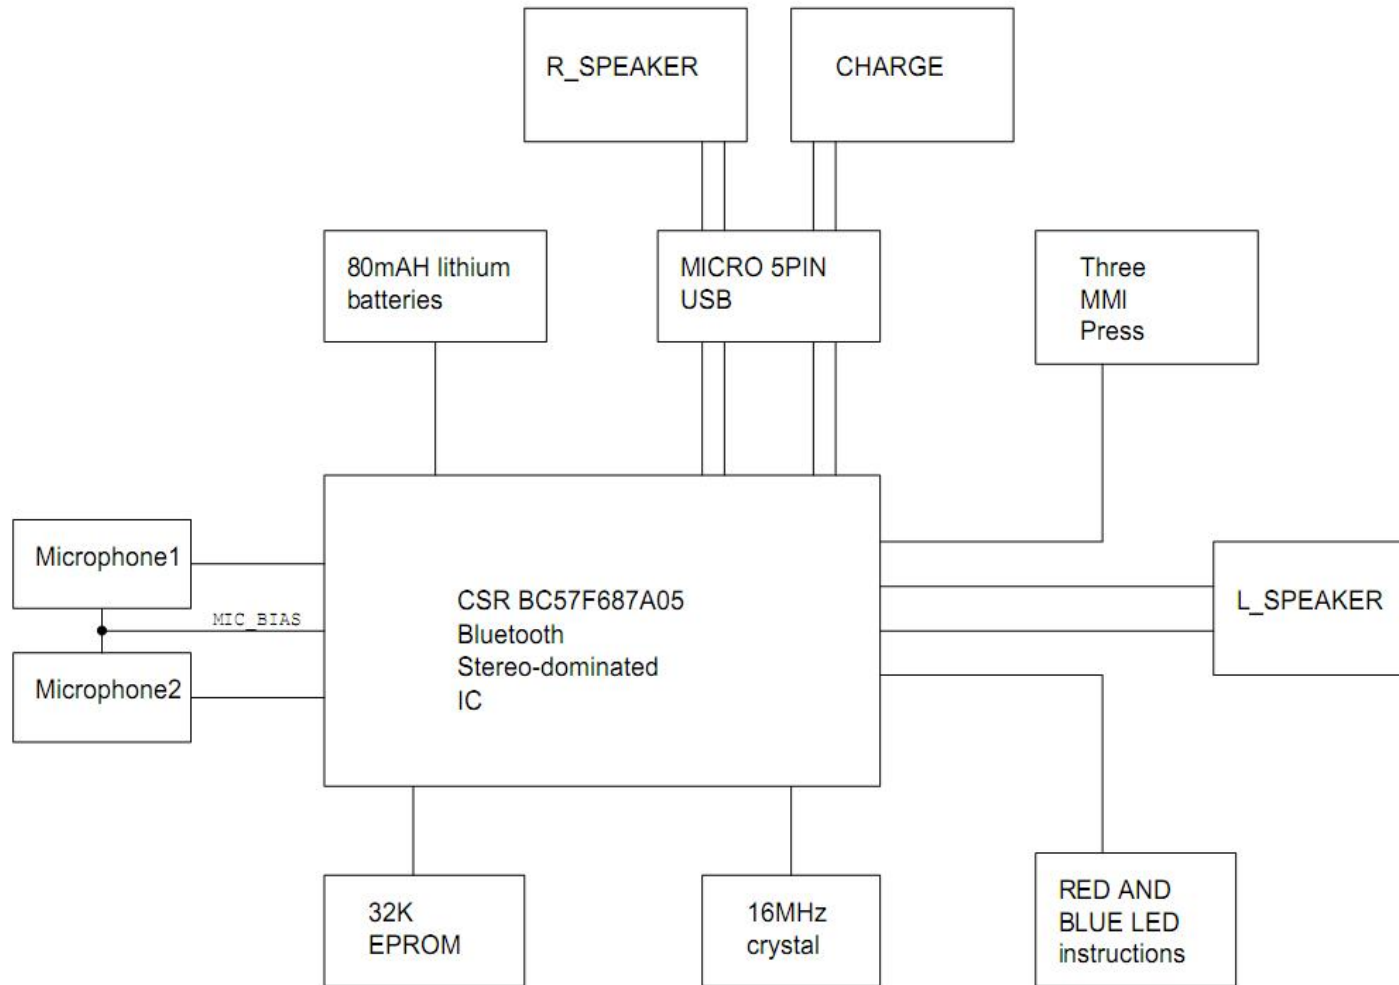 R_SPEAKER
CHARGE
80mAH lithium
batteries
MICRO 5PIN
USB
Three
MMI
Press
Microphone1
MIC_BIAS
Microphone2
CSR BC57F687A05
Bluetooth
Stereo-dominated
IC
L_SPEAKER
32K
EPROM
16MHz
crystal
RED AND
BLUE LED
instructions